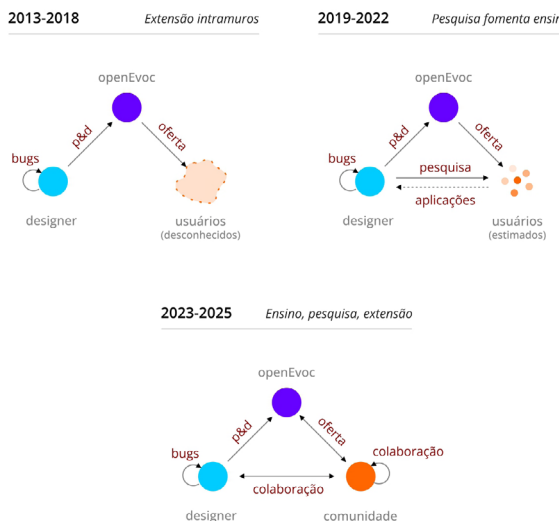 2013-2018 Extensão intramuros
openEvoc
p&d
oferta
bugs
designer
usuários
(desconhecidos)
2019-2022 Pesquisa fomenta ensin
openEvoc
p&d
oferta
bugs
pesquisa
aplicações
designer
usuários
(estimados)
2023-2025 Ensino, pesquisa, extensão
openEvoc
p&d
oferta
bugs
colaboração
colaboração
designer
comunidade